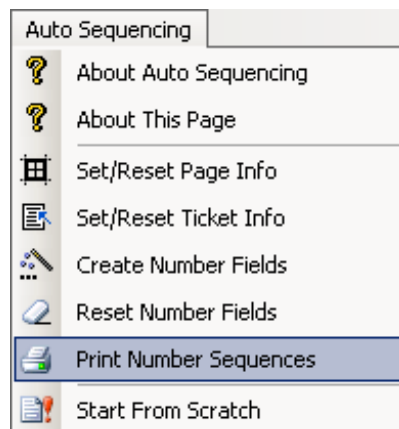 Auto Sequencing
About Auto Sequencing
About This Page
Set/Reset Page Info
Set/Reset Ticket Info
Create Number Fields
Reset Number Fields
Print Number Sequences
Start From Scratch